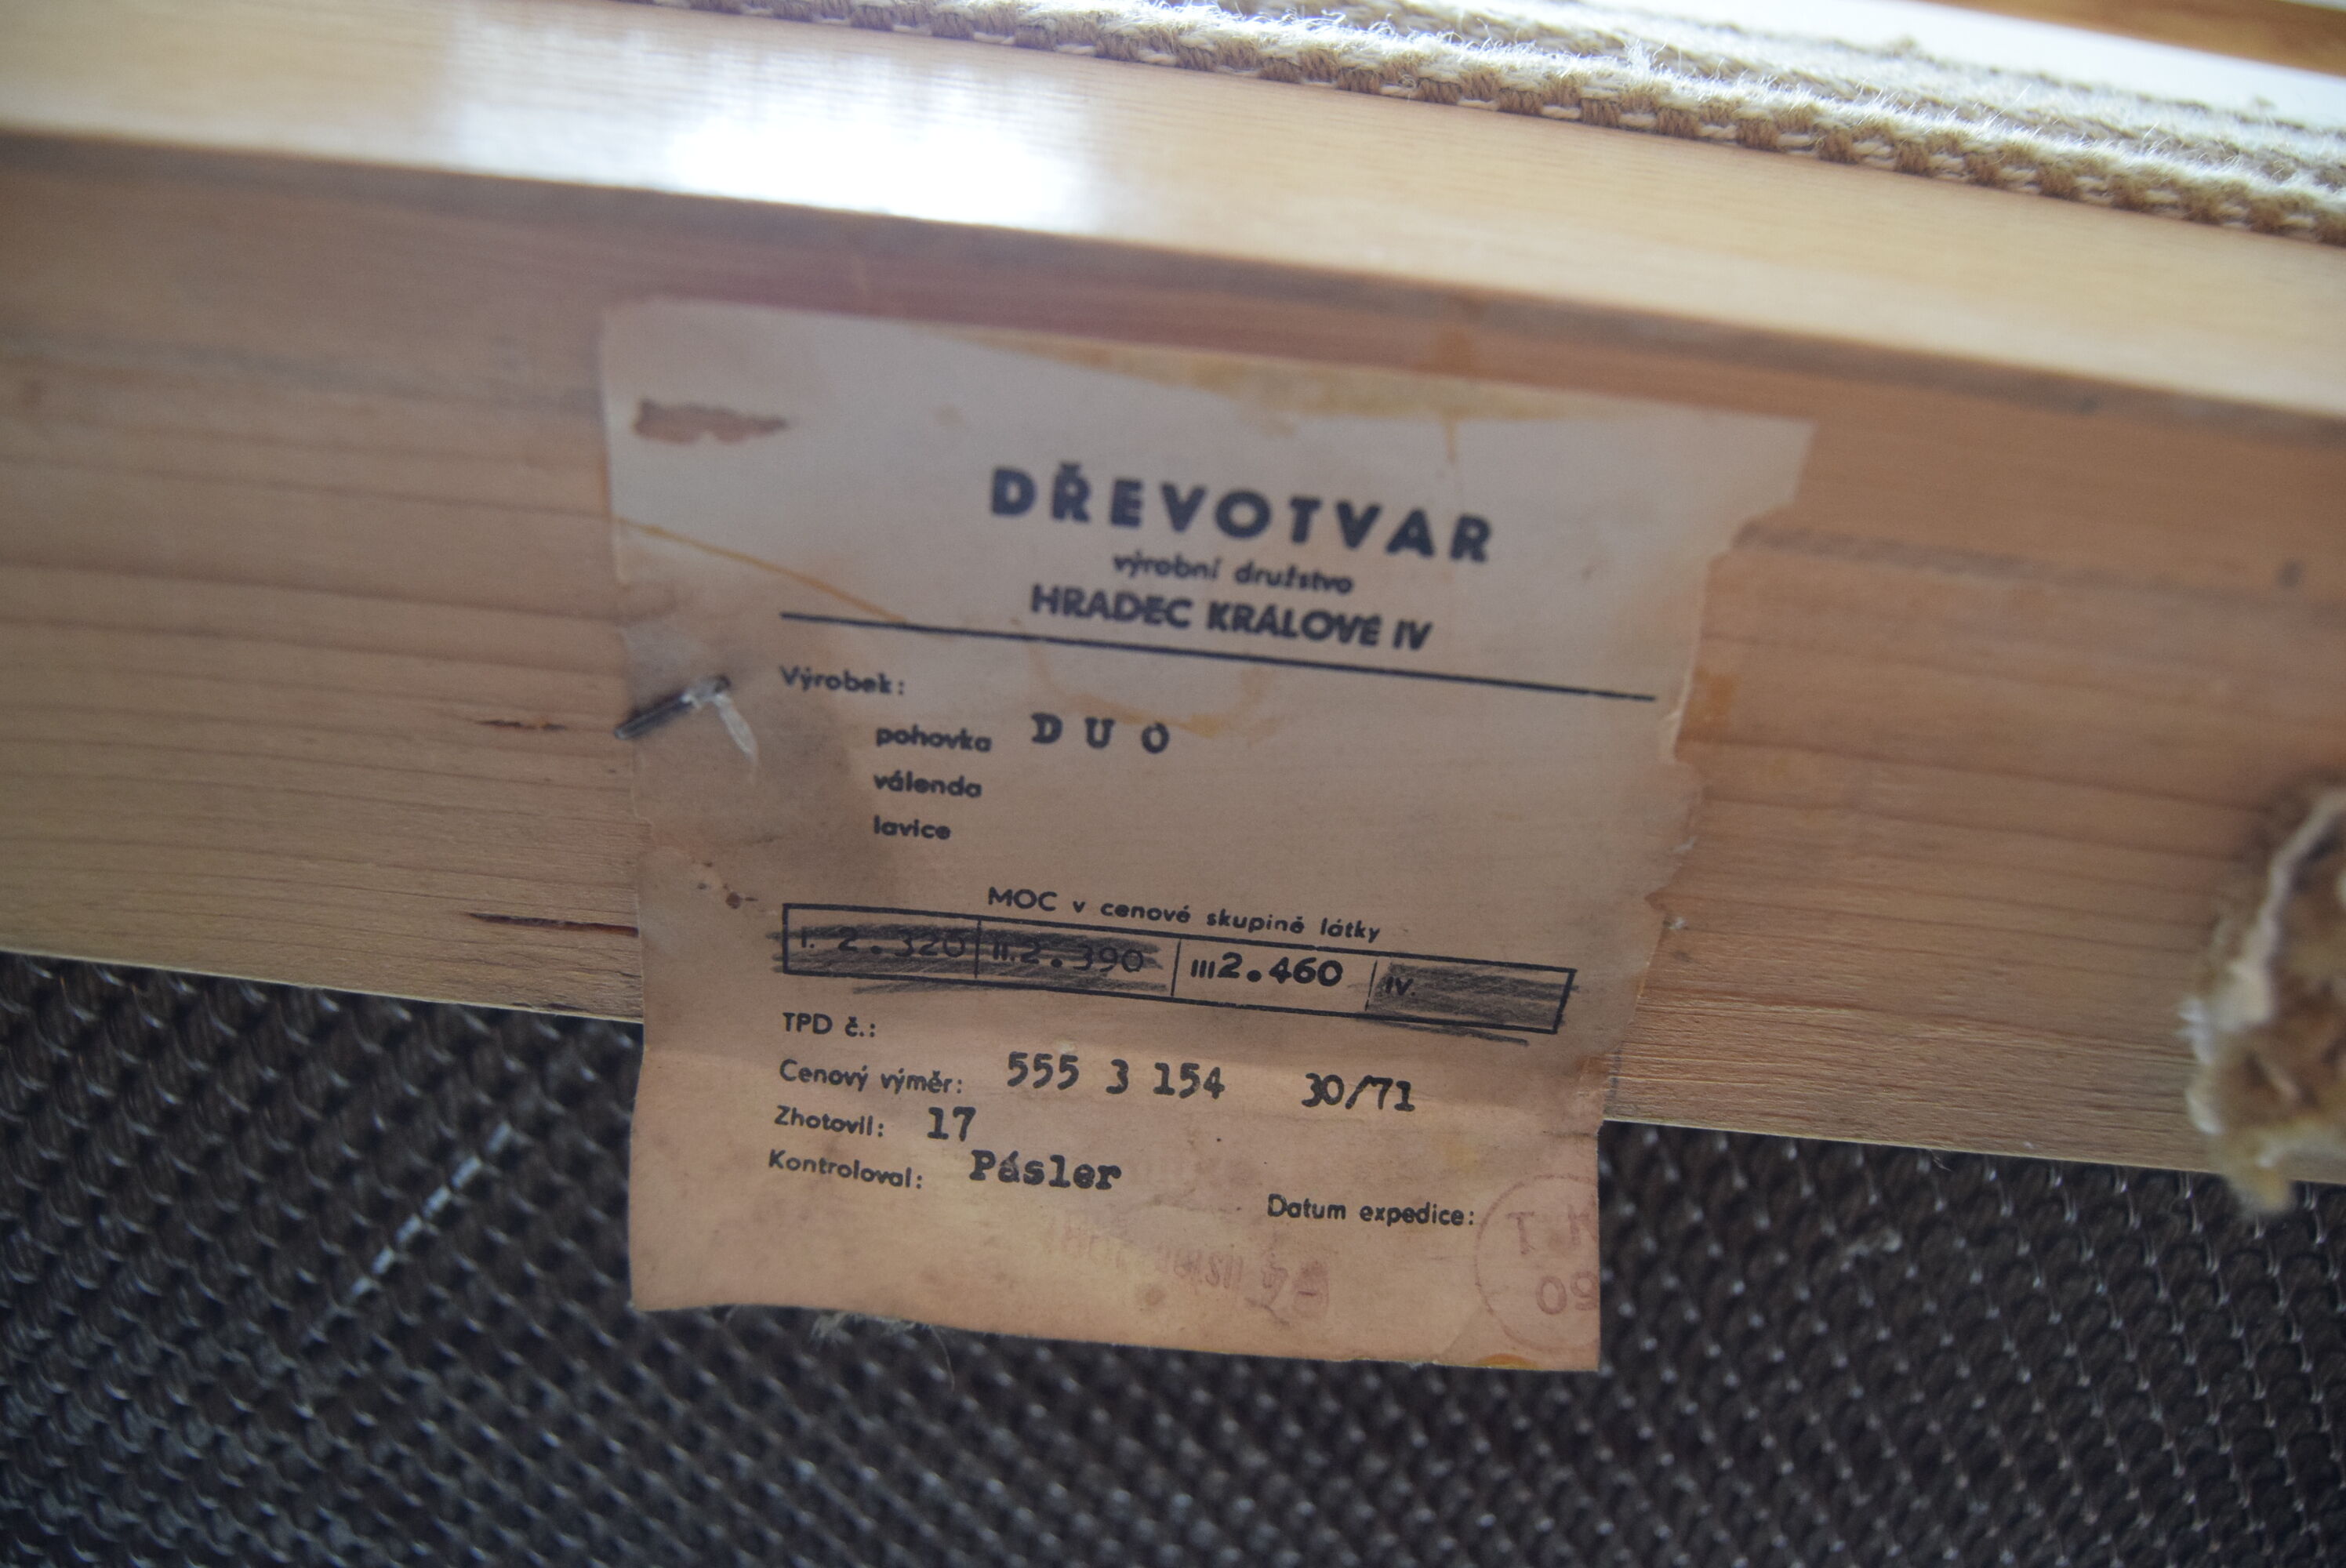 DŘEVOTVAR
výrobní družstvo
HRADEC KRÁLOVÉ IV
Výrobek:
pohovka DUO
válenda
lavice
MOC v cenové skupině látky
I. 2.320 II. 2.390 III 2.460 IV.
TPD č.:
Cenový výměr: 555 3 154 30/71
Zhotovil: 17
Kontroloval: Pásler
Datum expedice: